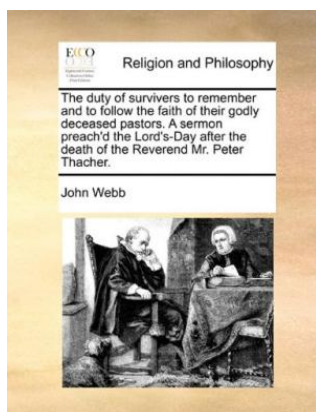 ECCO
Religion and Philosophy
The duty of survivers to remember
and to follow the faith of their godly
deceased pastors. A sermon
preach'd the Lord's-Day after the
death of the Reverend Mr. Peter
Thacher.
John Webb